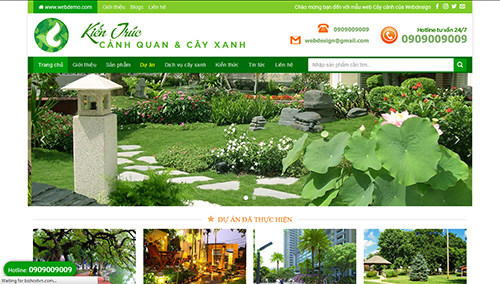 www.webdemo.com Giới thiệu Blogs Liên hệ Chào mừng bạn đến với mẫu web Cây cảnh của Webdnsign
Kiến Thức
CẢNH QUAN & CÂY XANH
0909009009
webdesign@gmail.com
Hotline tư vấn 24/7
0909009009
Trang chủ Giới thiệu Sản phẩm Dự án Dịch vụ cây xanh Kiến thức Tin tức Liên hệ Nhập sản phẩm cần tìm...
DỰ ÁN ĐÃ THỰC HIỆN
Hotline: 0909009009
Waiting for bizhostvn.com...